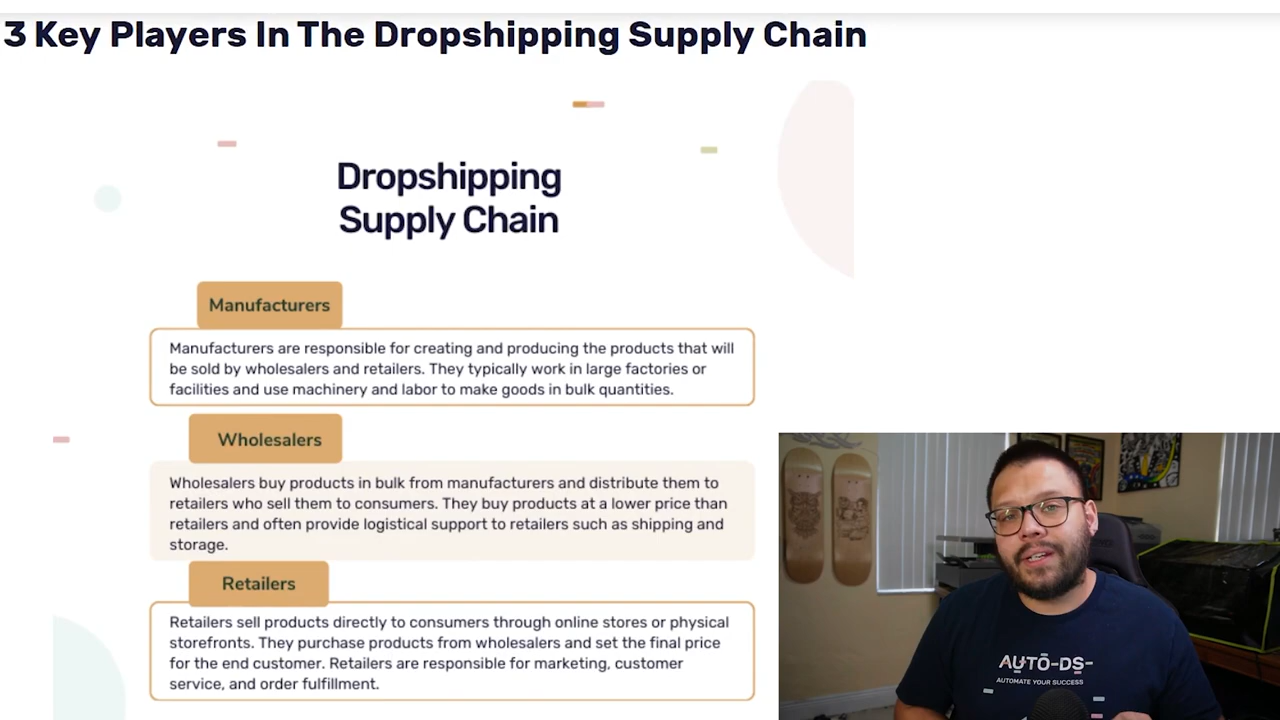 3 Key Players In The Dropshipping Supply Chain
Dropshipping
Supply Chain
Manufacturers
Manufacturers are responsible for creating and producing the products that will
be sold by wholesalers and retailers. They typically work in large factories or
facilities and use machinery and labor to make goods in bulk quantities.
Wholesalers
Wholesalers buy products in bulk from manufacturers and distribute them to
retailers who sell them to consumers. They buy products at a lower price than
retailers and often provide logistical support to retailers such as shipping and
storage.
Retailers
Retailers sell products directly to consumers through online stores or physical
storefronts. They purchase products from wholesalers and set the final price
for the end customer. Retailers are responsible for marketing, customer
service, and order fulfillment.
AUTO-DS-
AUTOMATE YOUR SUCCESS